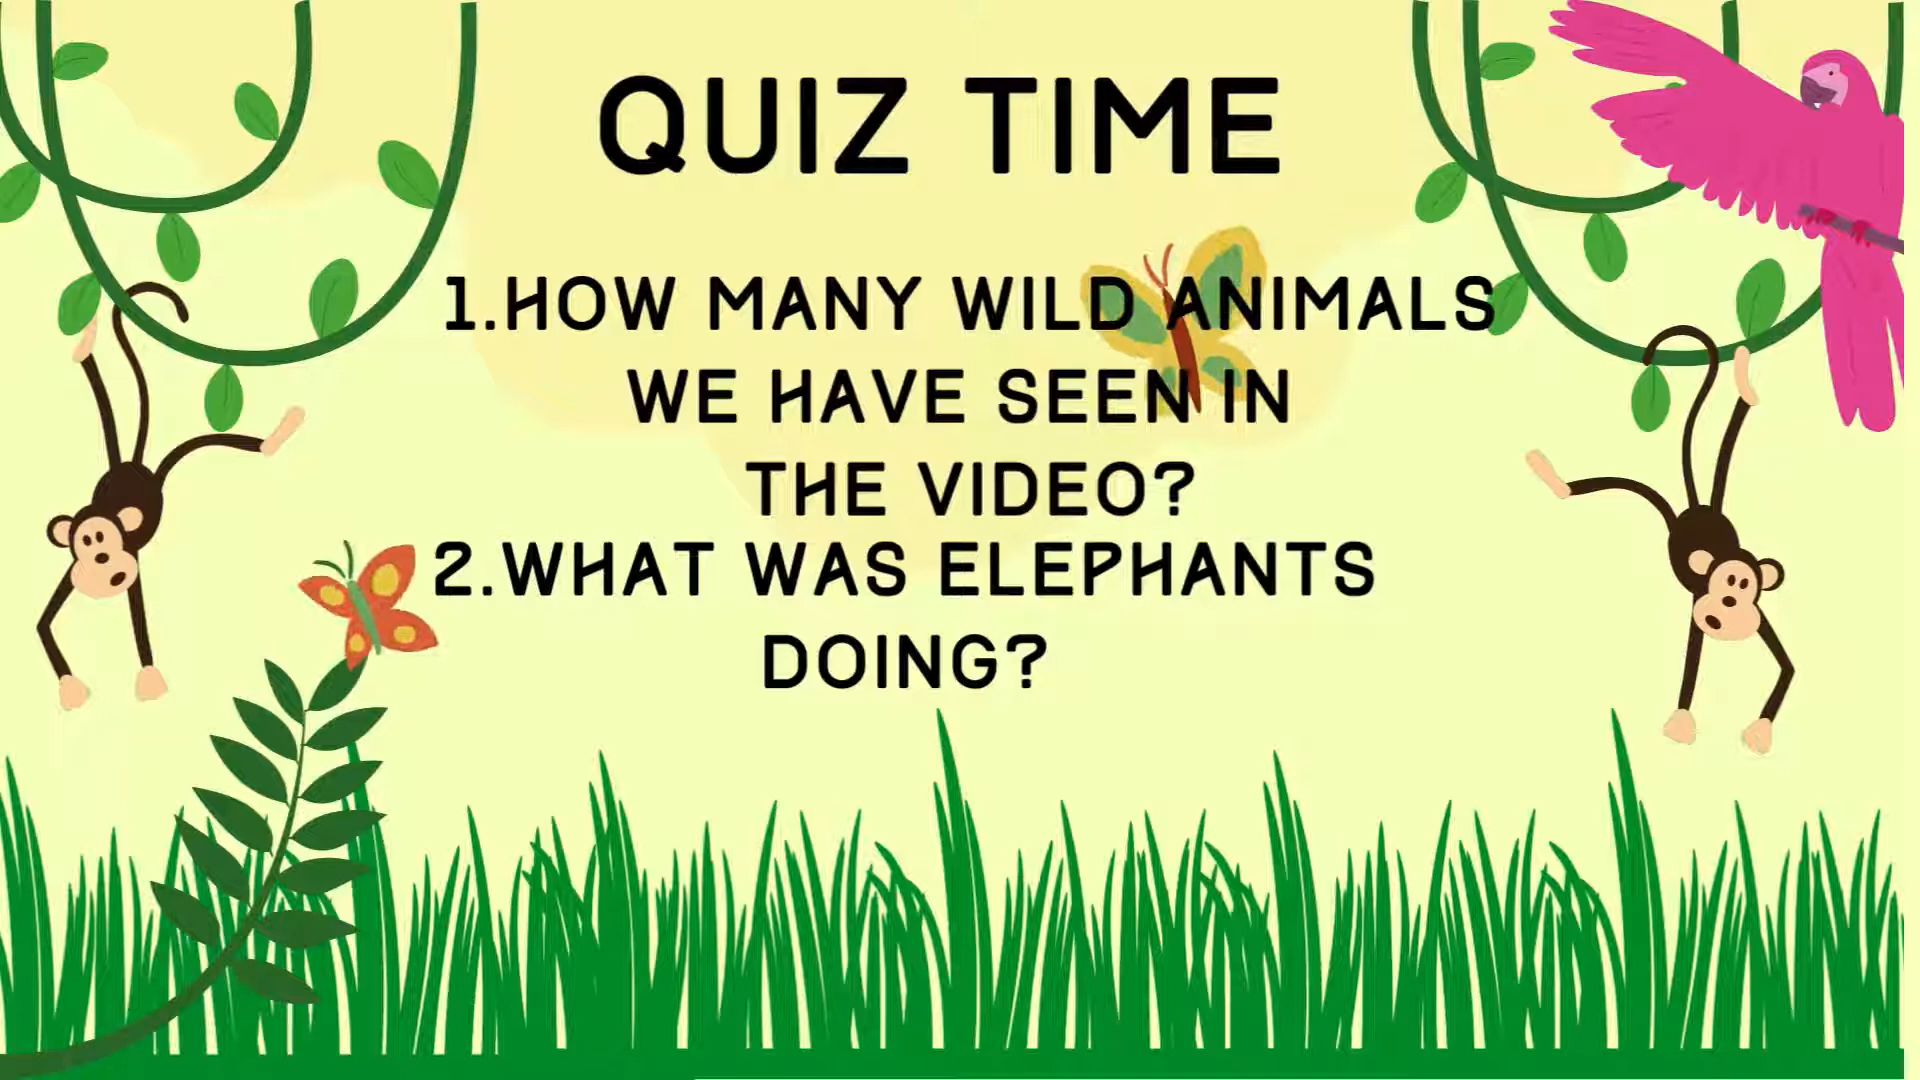 QUIZ TIME
1.HOW MANY WILD ANIMALS
WE HAVE SEEN IN
THE VIDEO?
2.WHAT WAS ELEPHANTS
DOING?